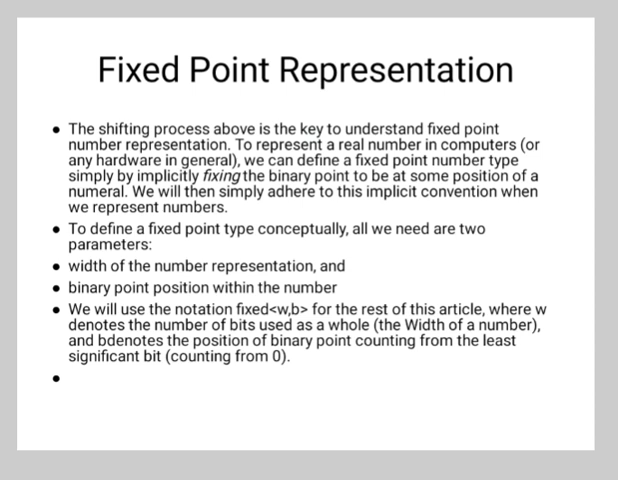 Fixed Point Representation
● The shifting process above is the key to understand fixed point
number representation. To represent a real number in computers (or
any hardware in general), we can define a fixed point number type
simply by implicitly fixing the binary point to be at some position of a
numeral. We will then simply adhere to this implicit convention when
we represent numbers.
● To define a fixed point type conceptually, all we need are two
parameters:
● width of the number representation, and
● binary point position within the number
● We will use the notation fixed<w,b> for the rest of this article, where w
denotes the number of bits used as a whole (the Width of a number),
and bdenotes the position of binary point counting from the least
significant bit (counting from 0).
●